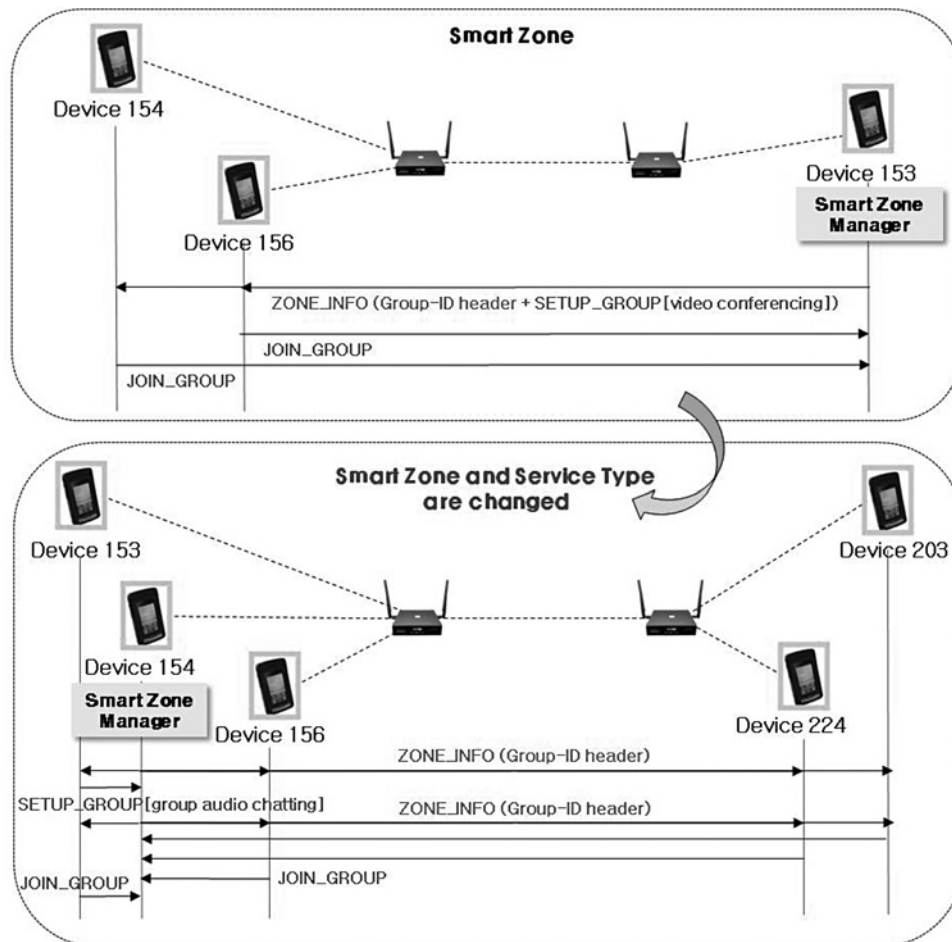 Smart Zone
Device 154
Device 153
Smart Zone
Manager
Device 156
ZONE_INFO (Group-ID header + SETUP_GROUP[video conferencing])
JOIN_GROUP
JOIN_GROUP
Smart Zone and Service Type
are changed
Device 153
Device 203
Device 154
Smart Zone
Manager
Device 156
Device 224
ZONE_INFO (Group-ID header)
SETUP_GROUP[group audio chatting]
ZONE_INFO (Group-ID header)
JOIN_GROUP
JOIN_GROUP